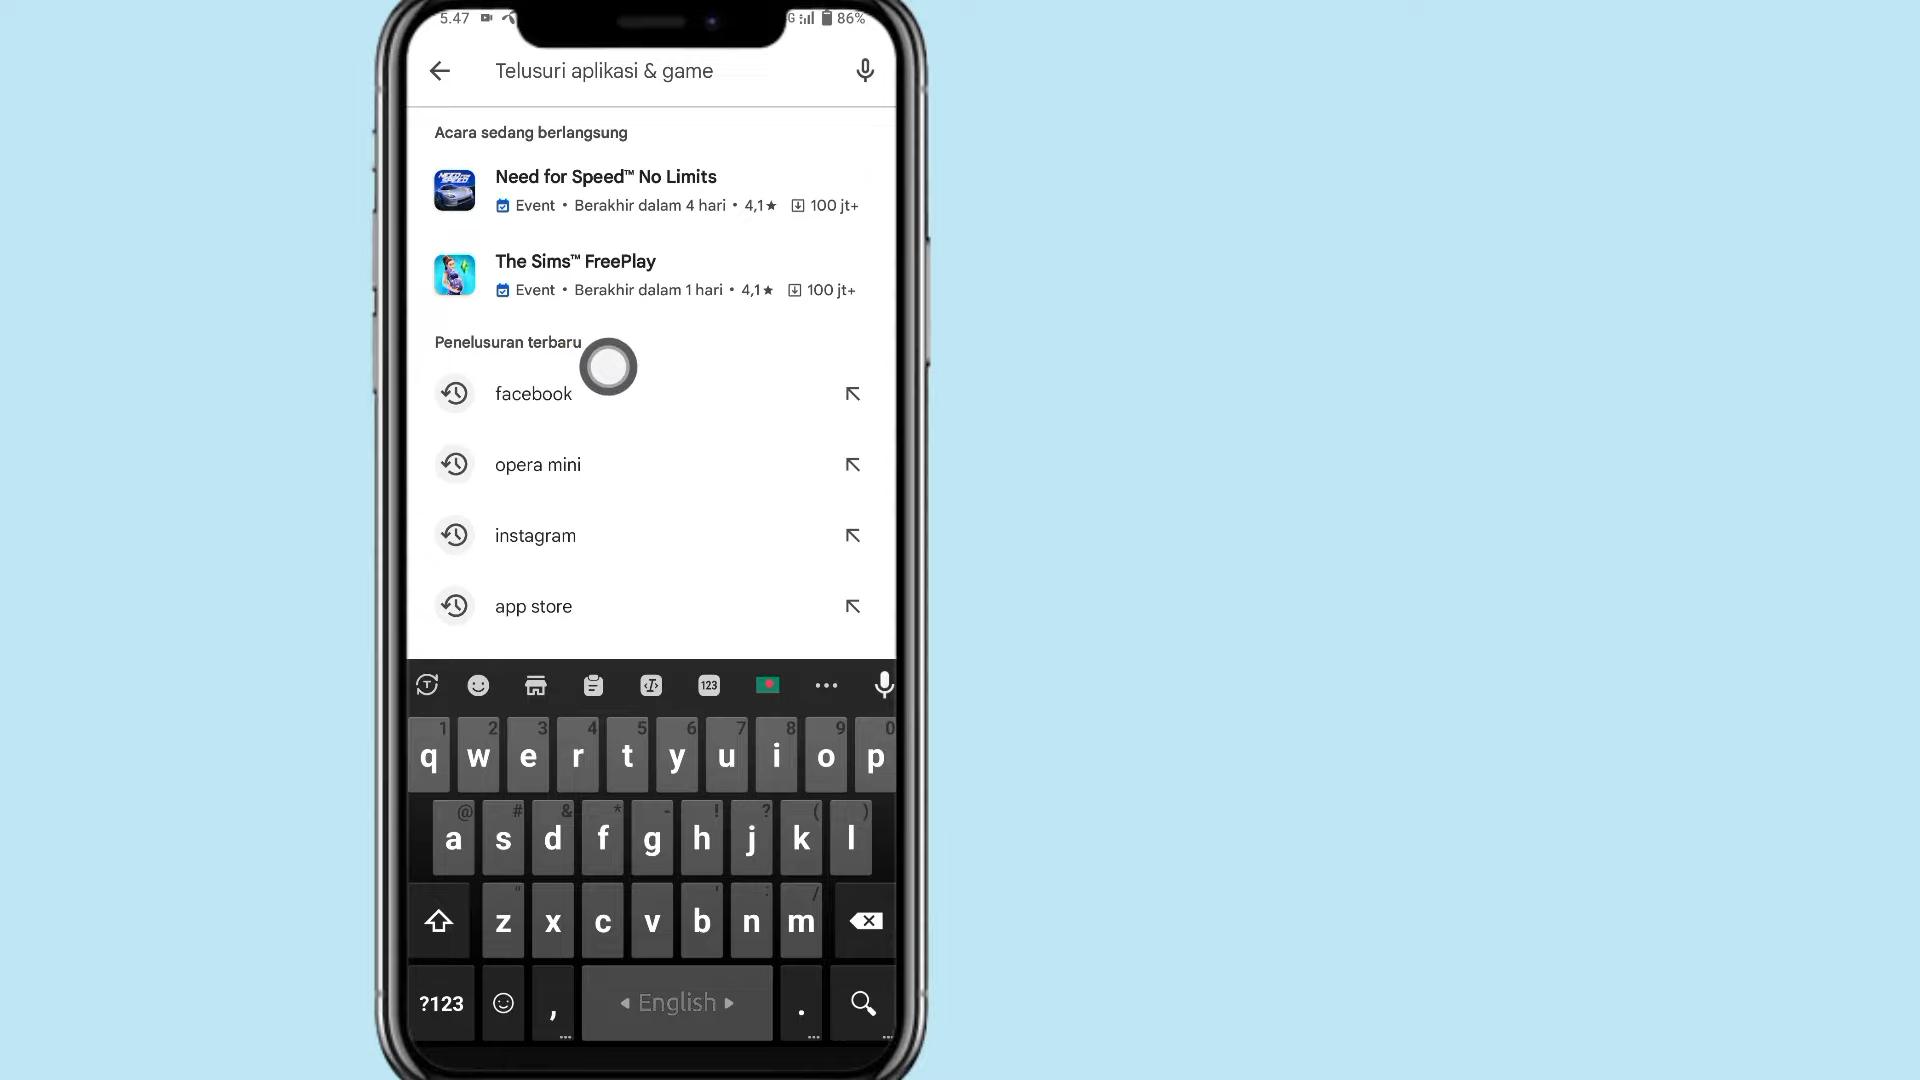 5.47 G 86%
Telusuri aplikasi & game
Acara sedang berlangsung
Need for Speed™ No Limits
Event • Berakhir dalam 4 hari • 4,1★ 100 jt+
The Sims™ FreePlay
Event • Berakhir dalam 1 hari • 4,1★ 100 jt+
Penelusuran terbaru
facebook
opera mini
instagram
app store
123
1 2 3 4 5 6 7 8 9 0
q w e r t y u i o p
@ # & * - ! ? ( )
a s d f g h j k l
" ' : /
z x c v b n m
?123 , English .